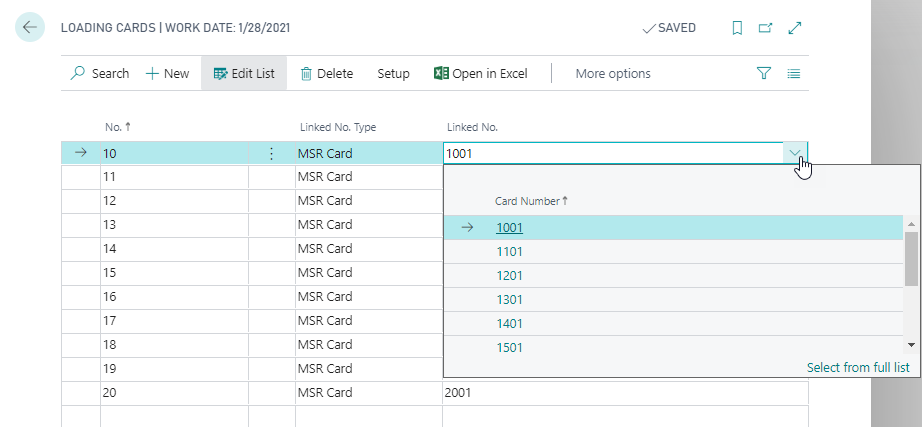 LOADING CARDS | WORK DATE: 1/28/2021
SAVED
Search New Edit List Delete Setup Open in Excel More options
No. ↑ Linked No. Type Linked No.
10 MSR Card 1001
11 MSR Card
12 MSR Card
13 MSR Card
14 MSR Card
15 MSR Card
16 MSR Card
17 MSR Card
18 MSR Card
19 MSR Card
20 MSR Card 2001
Card Number ↑
1001
1101
1201
1301
1401
1501
Select from full list